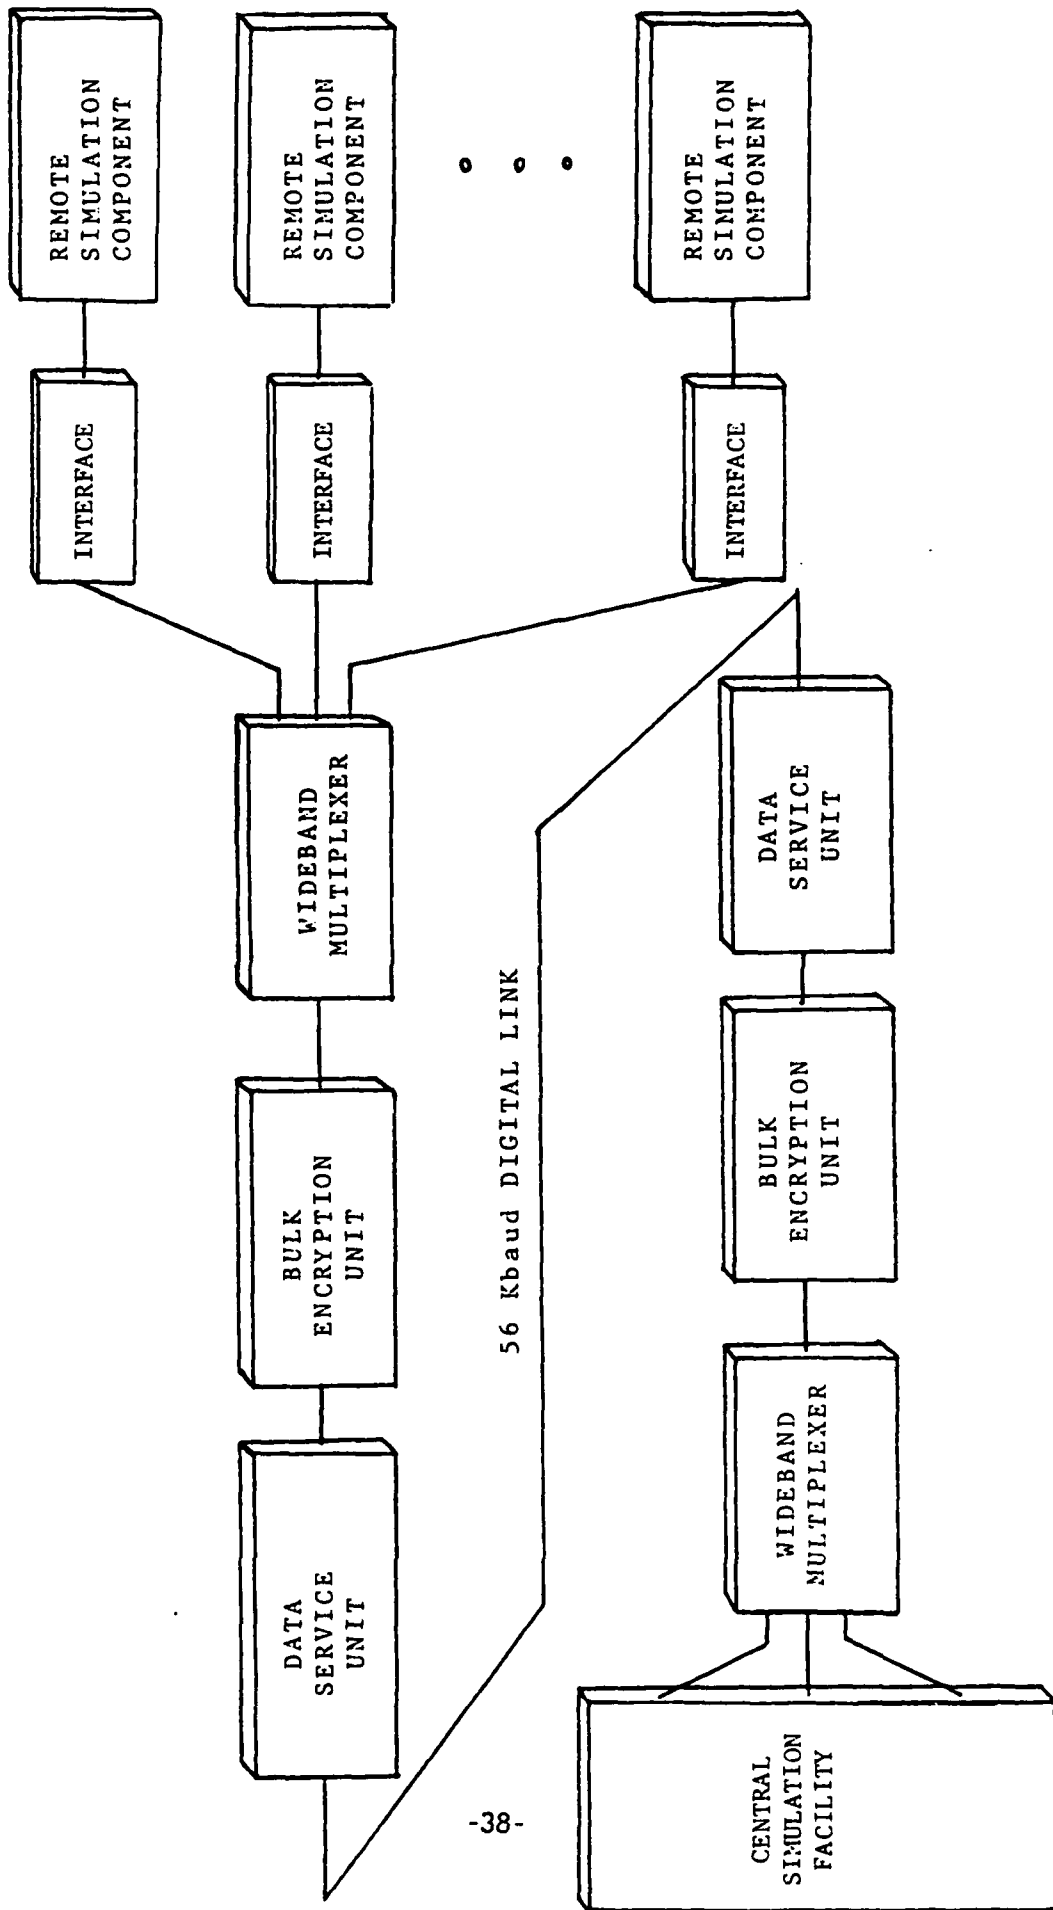 REMOTE
SIMULATION
COMPONENT
REMOTE
SIMULATION
COMPONENT
REMOTE
SIMULATION
COMPONENT
INTERFACE
INTERFACE
INTERFACE
WIDEBAND
MULTIPLEXER
BULK
ENCRYPTION
UNIT
DATA
SERVICE
UNIT
56 Kbaud DIGITAL LINK
DATA
SERVICE
UNIT
BULK
ENCRYPTION
UNIT
WIDEBAND
MULTIPLEXER
CENTRAL
SIMULATION
FACILITY
-38-